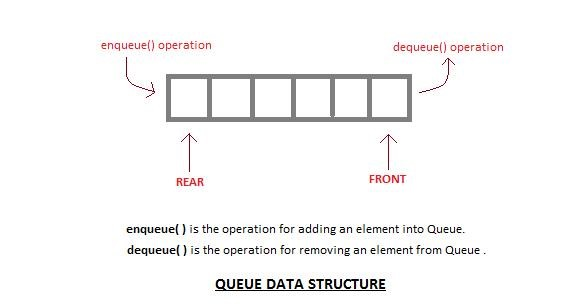 enqueue() operation
dequeue() operation
REAR
FRONT
enqueue( ) is the operation for adding an element into Queue.
dequeue( ) is the operation for removing an element from Queue .
QUEUE DATA STRUCTURE